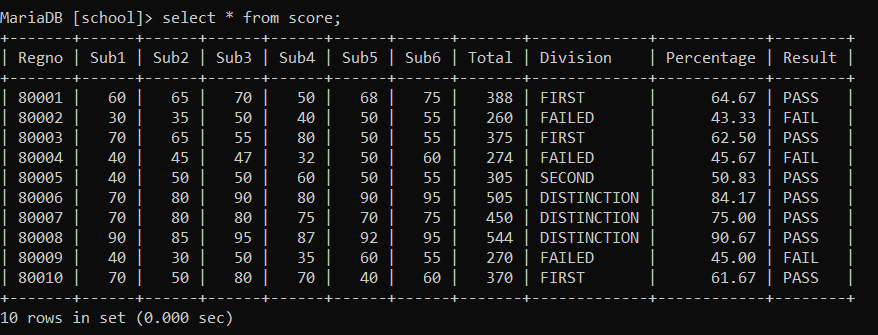 MariaDB [school]> select * from score;
+-------+------+------+------+------+------+------+-------+-------------+------------+--------+
| Regno | Sub1 | Sub2 | Sub3 | Sub4 | Sub5 | Sub6 | Total | Division    | Percentage | Result |
+-------+------+------+------+------+------+------+-------+-------------+------------+--------+
| 80001 |   60 |   65 |   70 |   50 |   68 |   75 |   388 | FIRST       |      64.67 | PASS   |
| 80002 |   30 |   35 |   50 |   40 |   50 |   55 |   260 | FAILED      |      43.33 | FAIL   |
| 80003 |   70 |   65 |   55 |   80 |   50 |   55 |   375 | FIRST       |      62.50 | PASS   |
| 80004 |   40 |   45 |   47 |   32 |   50 |   60 |   274 | FAILED      |      45.67 | FAIL   |
| 80005 |   40 |   50 |   50 |   60 |   50 |   55 |   305 | SECOND      |      50.83 | PASS   |
| 80006 |   70 |   80 |   90 |   80 |   90 |   95 |   505 | DISTINCTION |      84.17 | PASS   |
| 80007 |   70 |   80 |   80 |   75 |   70 |   75 |   450 | DISTINCTION |      75.00 | PASS   |
| 80008 |   90 |   85 |   95 |   87 |   92 |   95 |   544 | DISTINCTION |      90.67 | PASS   |
| 80009 |   40 |   30 |   50 |   35 |   60 |   55 |   270 | FAILED      |      45.00 | FAIL   |
| 80010 |   70 |   50 |   80 |   70 |   40 |   60 |   370 | FIRST       |      61.67 | PASS   |
+-------+------+------+------+------+------+------+-------+-------------+------------+--------+
10 rows in set (0.000 sec)